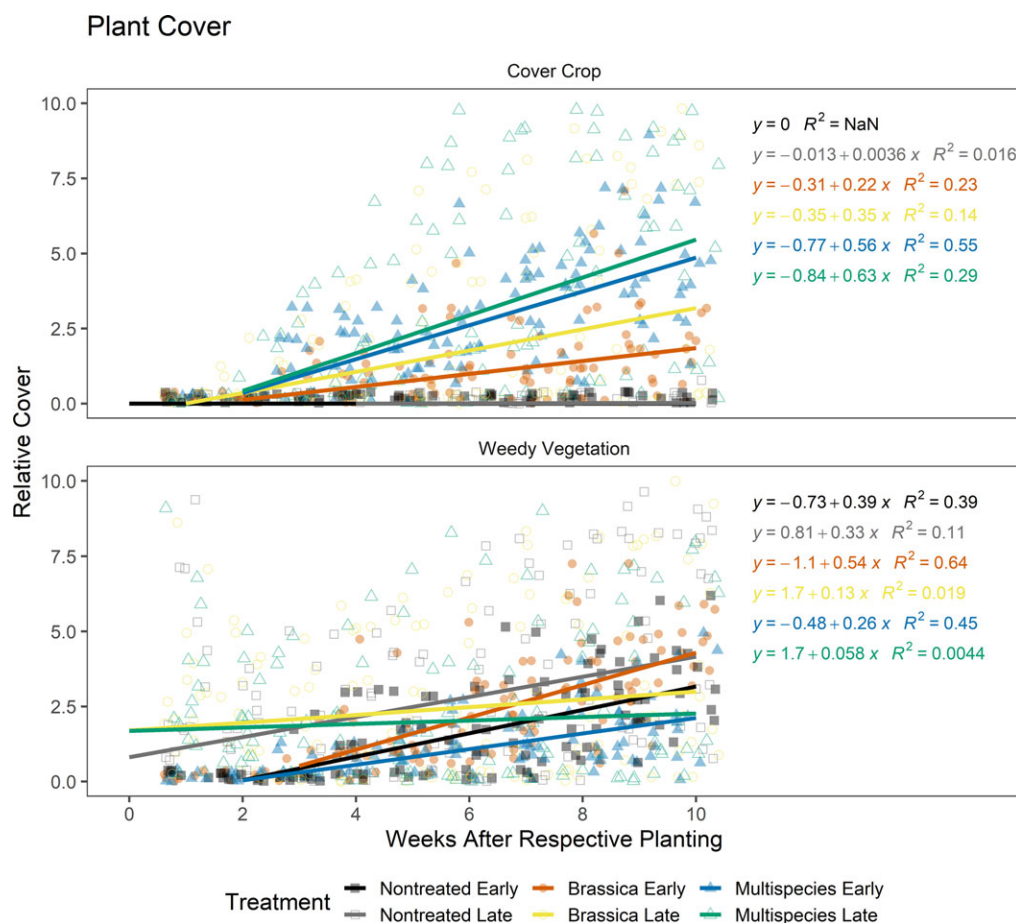 Plant Cover
Cover Crop
Relative Cover
10.0
7.5
5.0
2.5
0.0
y = 0 R² = NaN
y = −0.013 + 0.0036 x R² = 0.016
y = −0.31 + 0.22 x R² = 0.23
y = −0.35 + 0.35 x R² = 0.14
y = −0.77 + 0.56 x R² = 0.55
y = −0.84 + 0.63 x R² = 0.29
Weedy Vegetation
10.0
7.5
5.0
2.5
0.0
y = −0.73 + 0.39 x R² = 0.39
y = 0.81 + 0.33 x R² = 0.11
y = −1.1 + 0.54 x R² = 0.64
y = 1.7 + 0.13 x R² = 0.019
y = −0.48 + 0.26 x R² = 0.45
y = 1.7 + 0.058 x R² = 0.0044
0 2 4 6 8 10
Weeks After Respective Planting
Treatment
Nontreated Early Brassica Early Multispecies Early
Nontreated Late Brassica Late Multispecies Late